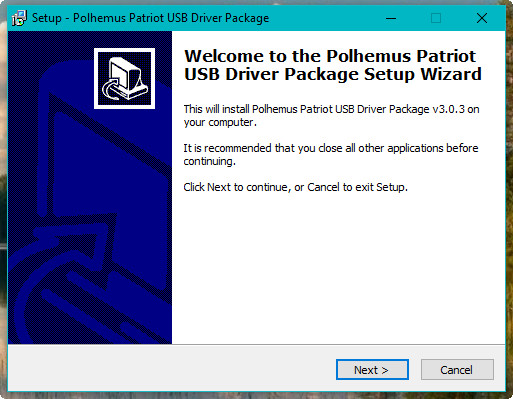 Setup - Polhemus Patriot USB Driver Package
Welcome to the Polhemus Patriot
USB Driver Package Setup Wizard
This will install Polhemus Patriot USB Driver Package v3.0.3 on
your computer.
It is recommended that you close all other applications before
continuing.
Click Next to continue, or Cancel to exit Setup.
Next >
Cancel